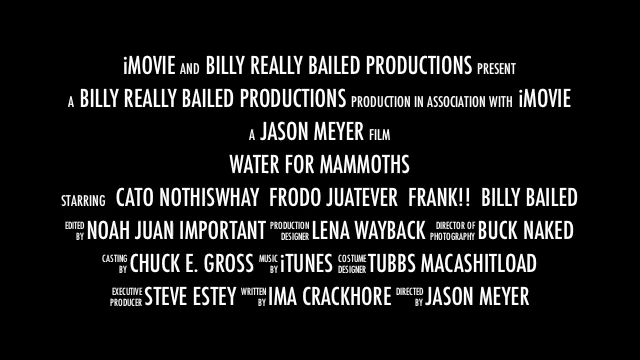 iMOVIE AND BILLY REALLY BAILED PRODUCTIONS PRESENT
A BILLY REALLY BAILED PRODUCTIONS PRODUCTION IN ASSOCIATION WITH iMOVIE
A JASON MEYER FILM
WATER FOR MAMMOTHS
STARRING CATO NOTHISWHAY FRODO JUATEVER FRANK!! BILLY BAILED
EDITED BY NOAH JUAN IMPORTANT PRODUCTION DESIGNER LENA WAYBACK DIRECTOR OF PHOTOGRAPHY BUCK NAKED
CASTING BY CHUCK E. GROSS MUSIC BY iTUNES COSTUME DESIGNER TUBBS MACASHITLOAD
EXECUTIVE PRODUCER STEVE ESTEY WRITTEN BY IMA CRACKHORE DIRECTED BY JASON MEYER